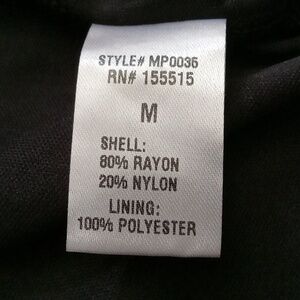 STYLE# MP0036
RN# 155515
M
SHELL:
80% RAYON
20% NYLON
LINING:
100% POLYESTER